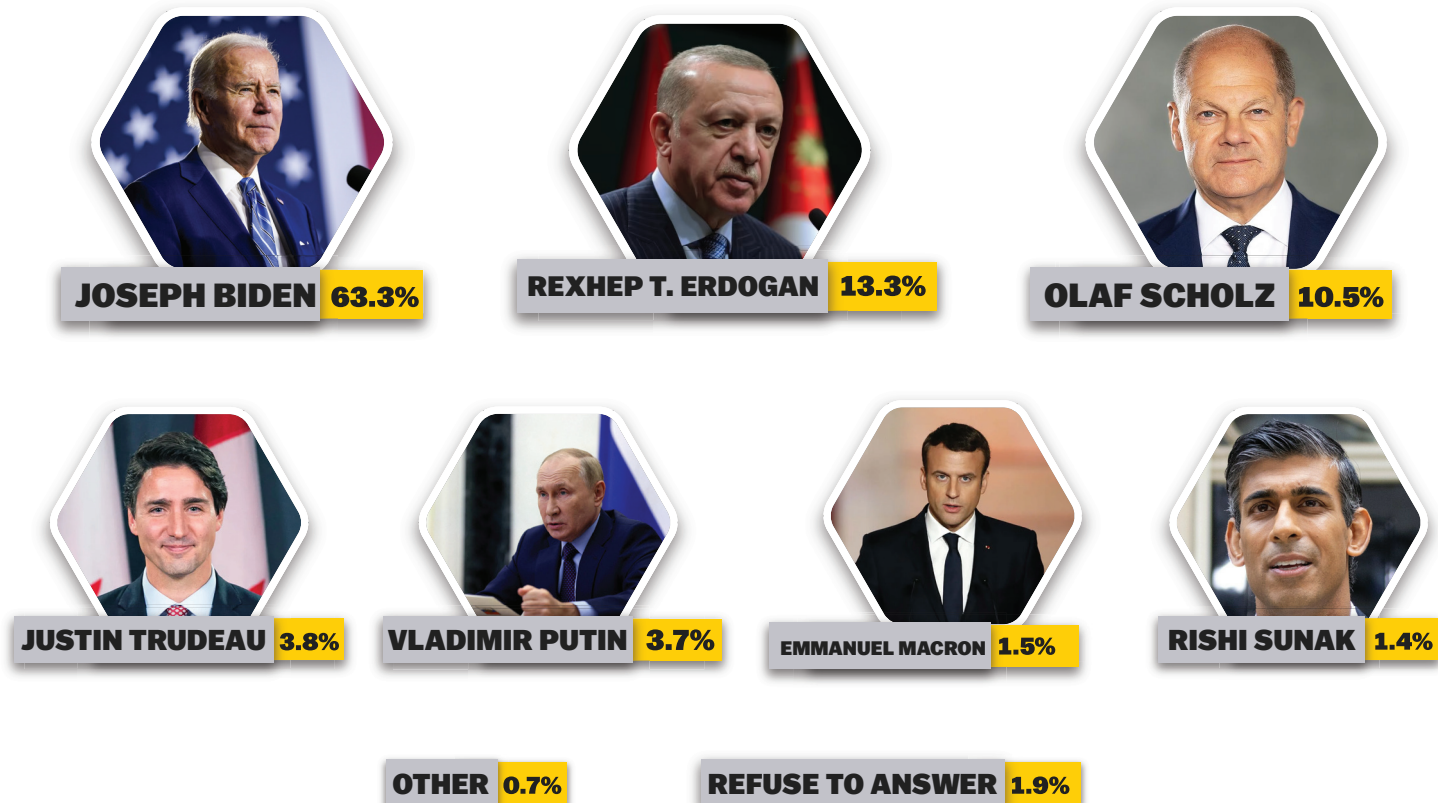 JOSEPH BIDEN 63.3%
REXHEP T. ERDOGAN 13.3%
OLAF SCHOLZ 10.5%
JUSTIN TRUDEAU 3.8%
VLADIMIR PUTIN 3.7%
EMMANUEL MACRON 1.5%
RISHI SUNAK 1.4%
OTHER 0.7%
REFUSE TO ANSWER 1.9%